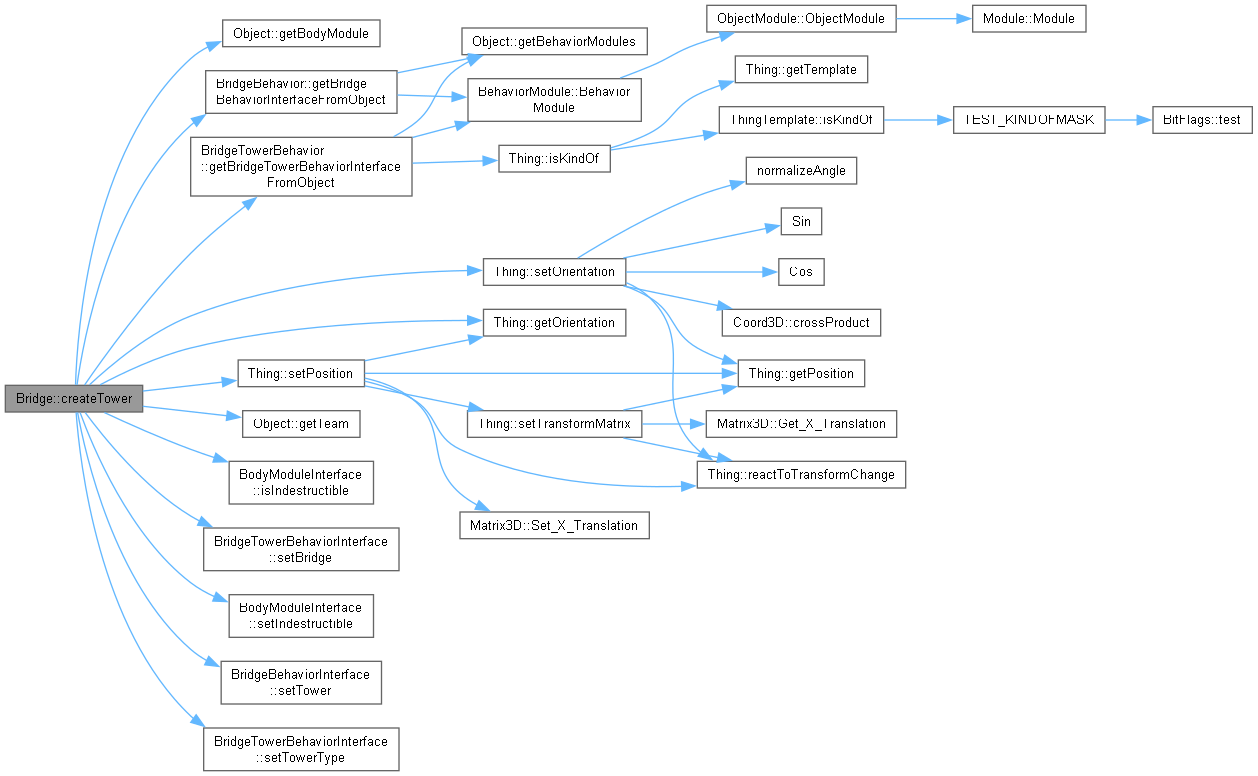 Object::getBodyModule
BridgeBehavior::getBridge
BehaviorInterfaceFromObject
BridgeTowerBehavior
::getBridgeTowerBehaviorInterface
FromObject
Object::getBehaviorModules
BehaviorModule::Behavior
Module
ObjectModule::ObjectModule
Module::Module
Thing::getTemplate
Thing::isKindOf
ThingTemplate::isKindOf
TEST_KINDOFMASK
BitFlags::test
normalizeAngle
Sin
Thing::setOrientation
Cos
Coord3D::crossProduct
Thing::getOrientation
Thing::setPosition
Thing::getPosition
Bridge::createTower
Object::getTeam
Thing::setTransformMatrix
Matrix3D::Get_X_Translation
Thing::reactToTransformChange
BodyModuleInterface
::isIndestructible
Matrix3D::Set_X_Translation
BridgeTowerBehaviorInterface
::setBridge
BodyModuleInterface
::setIndestructible
BridgeBehaviorInterface
::setTower
BridgeTowerBehaviorInterface
::setTowerType